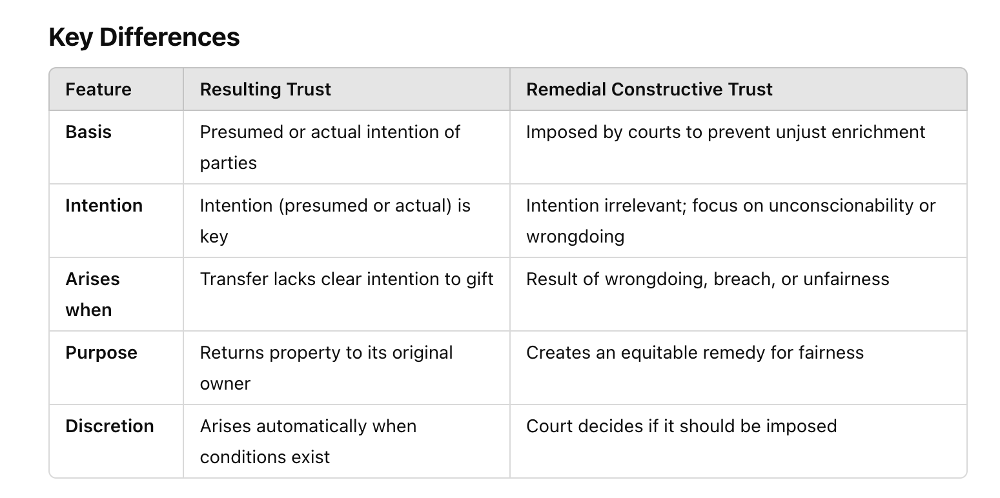 Key Differences
Feature
Resulting Trust
Remedial Constructive Trust
Basis
Presumed or actual intention of
parties
Imposed by courts to prevent unjust enrichment
Intention
Intention (presumed or actual) is
key
Intention irrelevant; focus on unconscionability or
wrongdoing
Arises
when
Transfer lacks clear intention to gift
Result of wrongdoing, breach, or unfairness
Purpose
Returns property to its original
owner
Creates an equitable remedy for fairness
Discretion
Arises automatically when
conditions exist
Court decides if it should be imposed